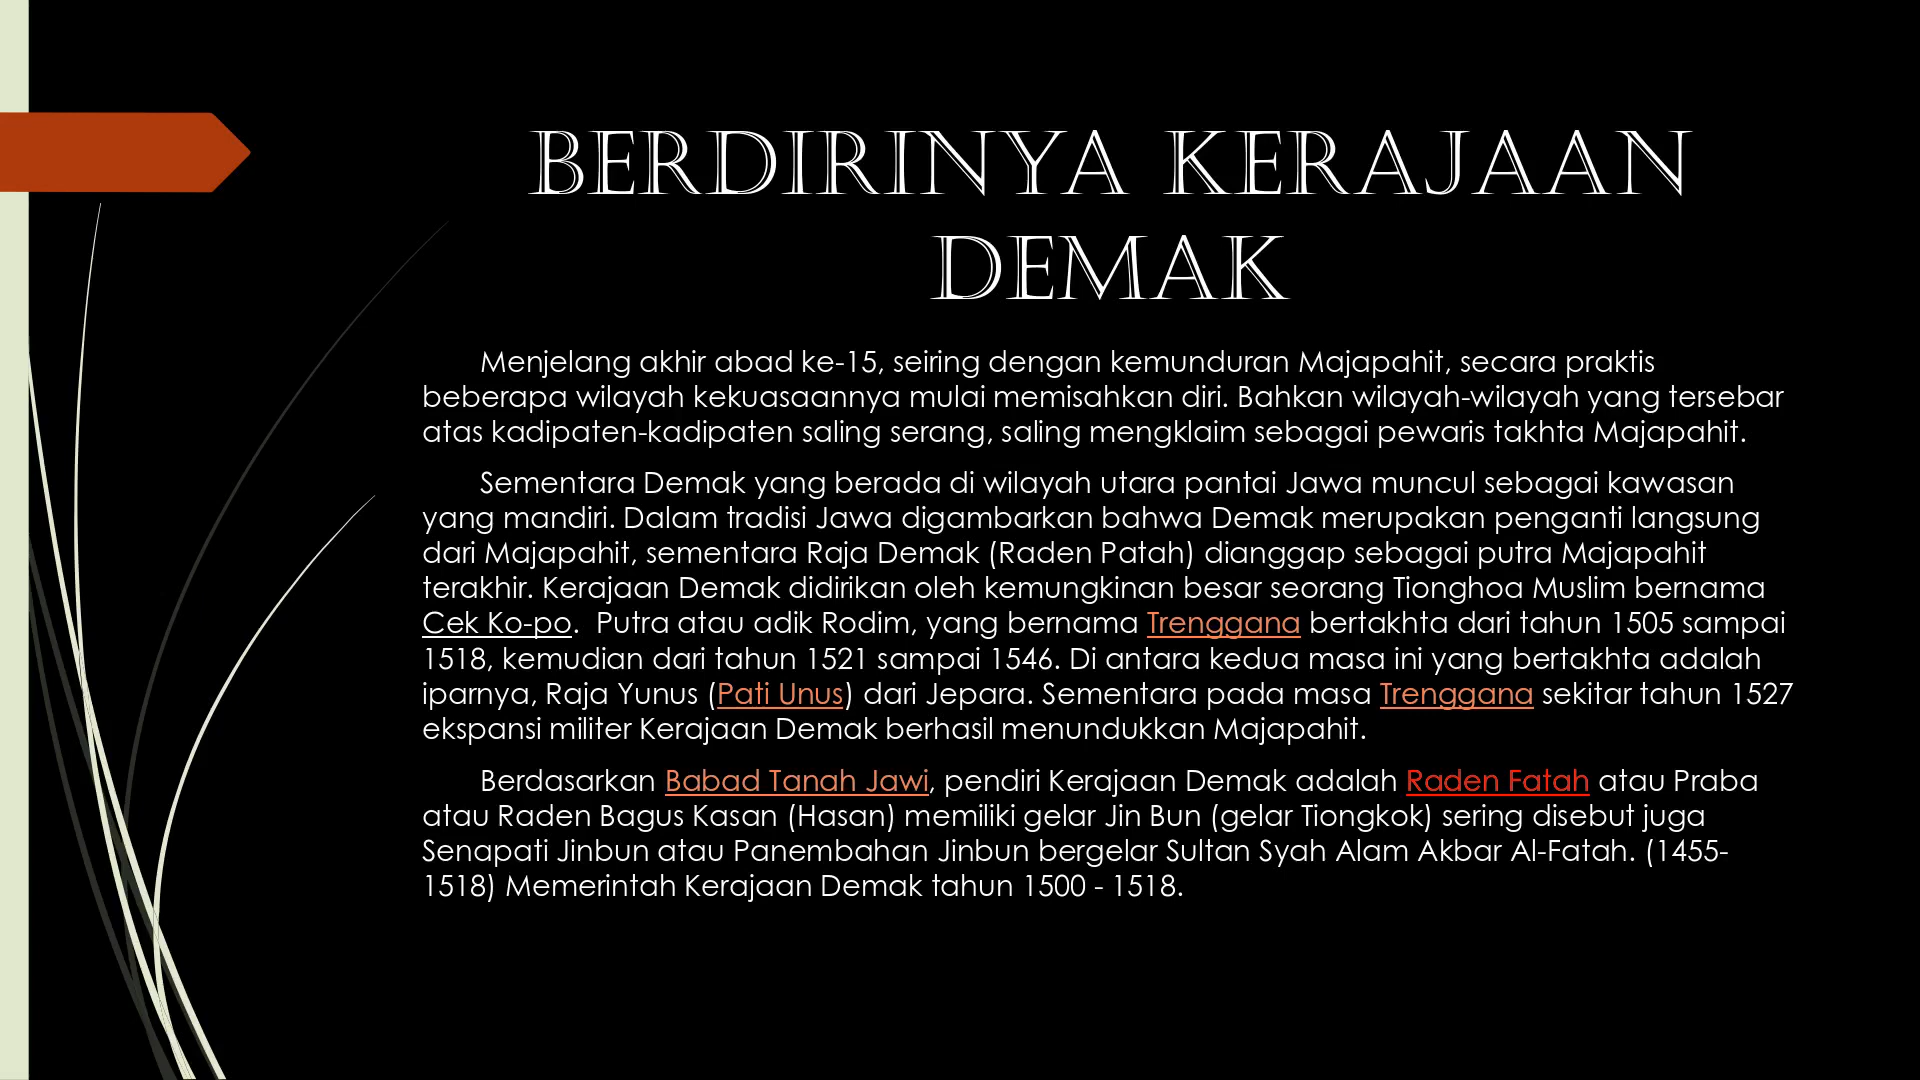 BERDIRINYA KERAJAAN
DEMAK
Menjelang akhir abad ke-15, seiring dengan kemunduran Majapahit, secara praktis
beberapa wilayah kekuasaannya mulai memisahkan diri. Bahkan wilayah-wilayah yang tersebar
atas kadipaten-kadipaten saling serang, saling mengklaim sebagai pewaris takhta Majapahit.
Sementara Demak yang berada di wilayah utara pantai Jawa muncul sebagai kawasan
yang mandiri. Dalam tradisi Jawa digambarkan bahwa Demak merupakan penganti langsung
dari Majapahit, sementara Raja Demak (Raden Patah) dianggap sebagai putra Majapahit
terakhir. Kerajaan Demak didirikan oleh kemungkinan besar seorang Tionghoa Muslim bernama
Cek Ko-po.  Putra atau adik Rodim, yang bernama Trenggana bertakhta dari tahun 1505 sampai
1518, kemudian dari tahun 1521 sampai 1546. Di antara kedua masa ini yang bertakhta adalah
iparnya, Raja Yunus (Pati Unus) dari Jepara. Sementara pada masa Trenggana sekitar tahun 1527
ekspansi militer Kerajaan Demak berhasil menundukkan Majapahit.
Berdasarkan Babad Tanah Jawi, pendiri Kerajaan Demak adalah Raden Fatah atau Praba
atau Raden Bagus Kasan (Hasan) memiliki gelar Jin Bun (gelar Tiongkok) sering disebut juga
Senapati Jinbun atau Panembahan Jinbun bergelar Sultan Syah Alam Akbar Al-Fatah. (1455-
1518) Memerintah Kerajaan Demak tahun 1500 - 1518.